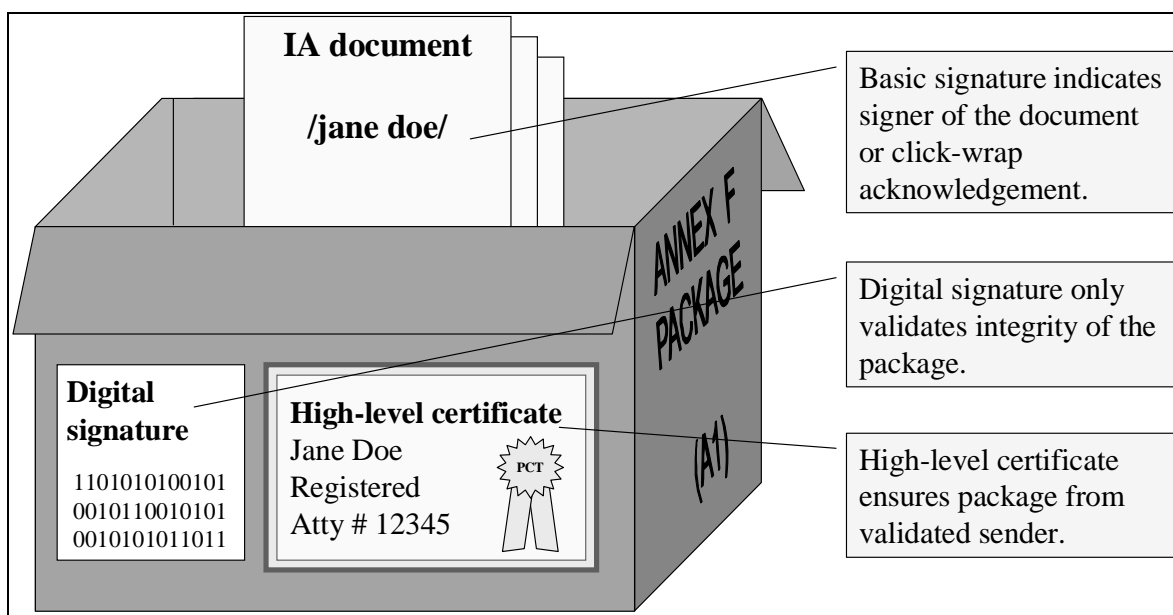 IA document
/jane doe/
Basic signature indicates
signer of the document
or click-wrap
acknowledgement.
ANNEX F
PACKAGE
(A1)
Digital signature only
validates integrity of the
package.
Digital
signature
1101010100101
0010110010101
0010101011011
High-level certificate
Jane Doe
Registered
Atty # 12345
PCT
High-level certificate
ensures package from
validated sender.